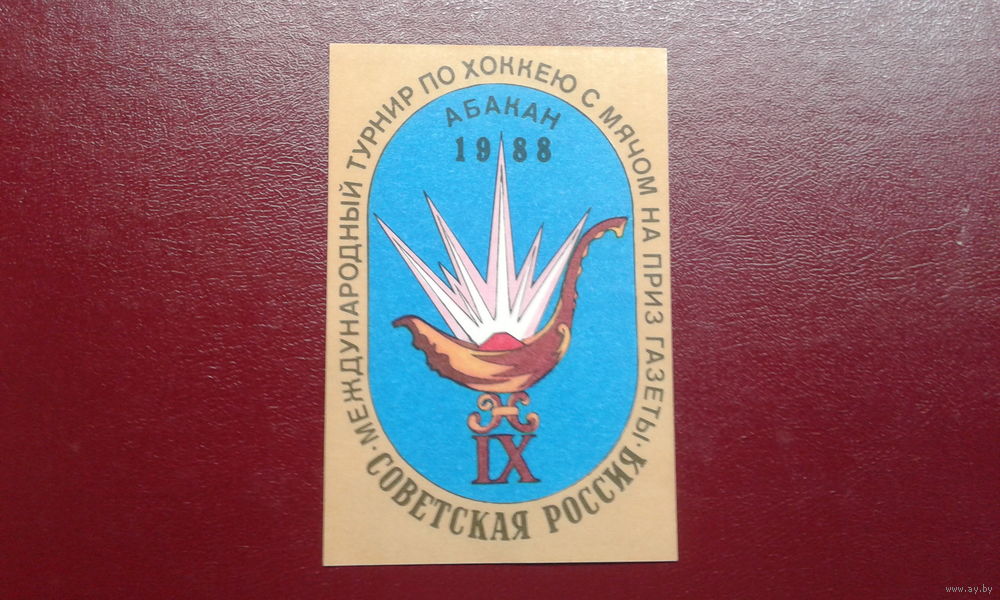 МЕЖДУНАРОДНЫЙ ТУРНИР ПО ХОККЕЮ С МЯЧОМ НА ПРИЗ ГАЗЕТЫ
· СОВЕТСКАЯ РОССИЯ ·
АБАКАН
1988
IX
www.ay.by